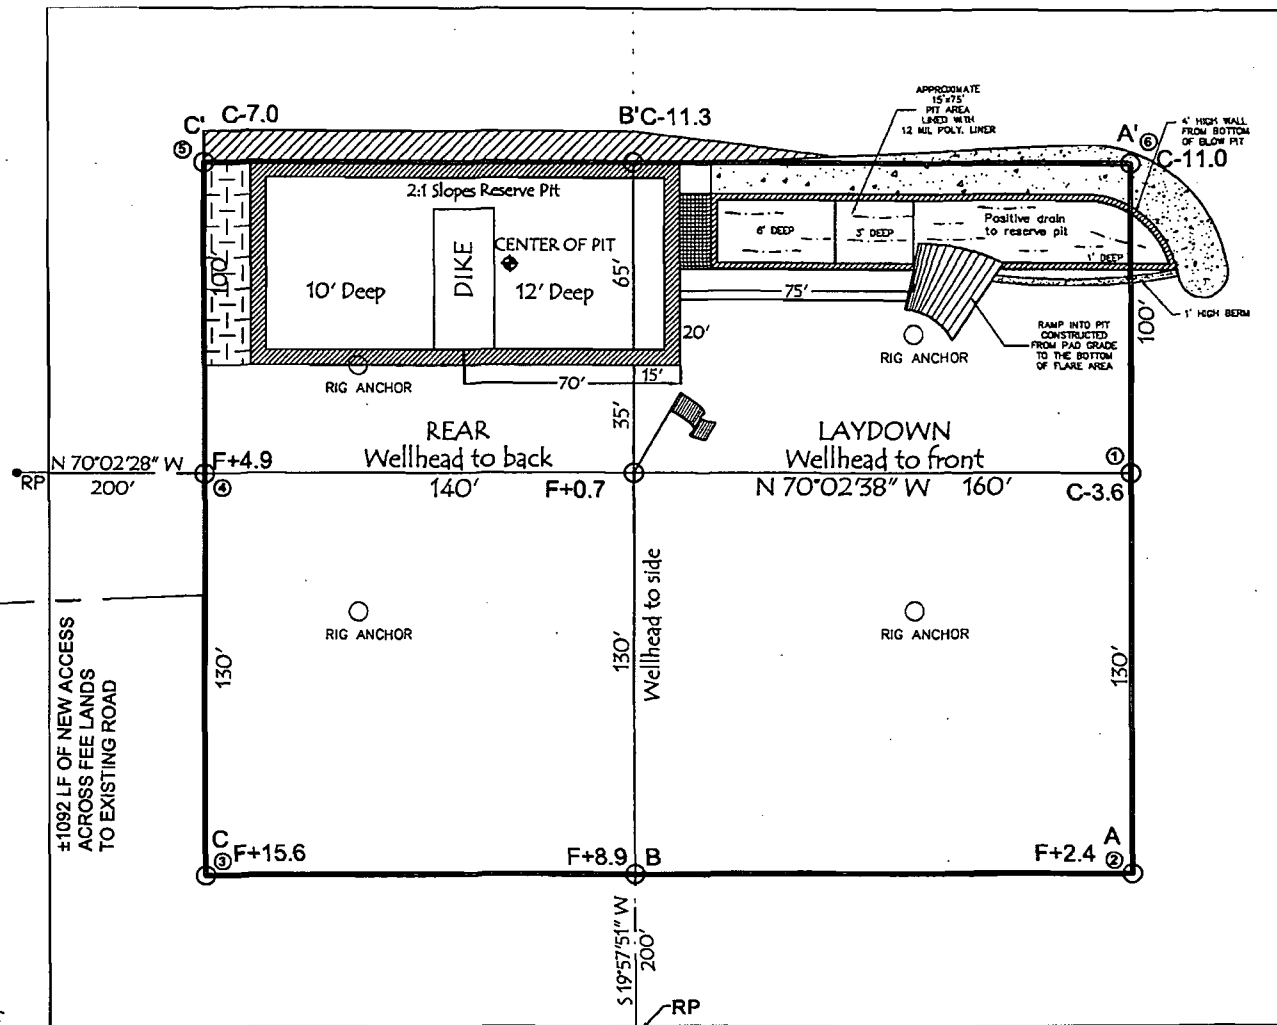 APPROXIMATE
15'x75'
PIT AREA
LINED WITH
12 MIL POLY. LINER
C-7.0
C'
⑤
B' C-11.3
A' ⑥
C-11.0
4' HIGH WALL
FROM BOTTOM
OF BLOW PIT
2:1 Slopes Reserve Pit
DIKE
CENTER OF PIT
10' Deep
12' Deep
100'
65'
6' DEEP
3' DEEP
Positive drain
to reserve pit
1' DEEP
75'
20'
100'
1' HIGH BERM
RAMP INTO PIT
CONSTRUCTED
FROM PAD GRADE
TO THE BOTTOM
OF FLARE AREA
RIG ANCHOR
RIG ANCHOR
70'
15'
35'
REAR
Wellhead to back
LAYDOWN
Wellhead to front
RP
N 70°02'28" W
200'
F+4.9
④
140'
F+0.7
N 70°02'38" W 160'
①
C-3.6
RIG ANCHOR
RIG ANCHOR
130'
130'
Wellhead to side
130'
±1092 LF OF NEW ACCESS
ACROSS FEE LANDS
TO EXISTING ROAD
C
③ F+15.6
F+8.9 B
A
F+2.4 ②
S 19°57'51" W
200'
RP